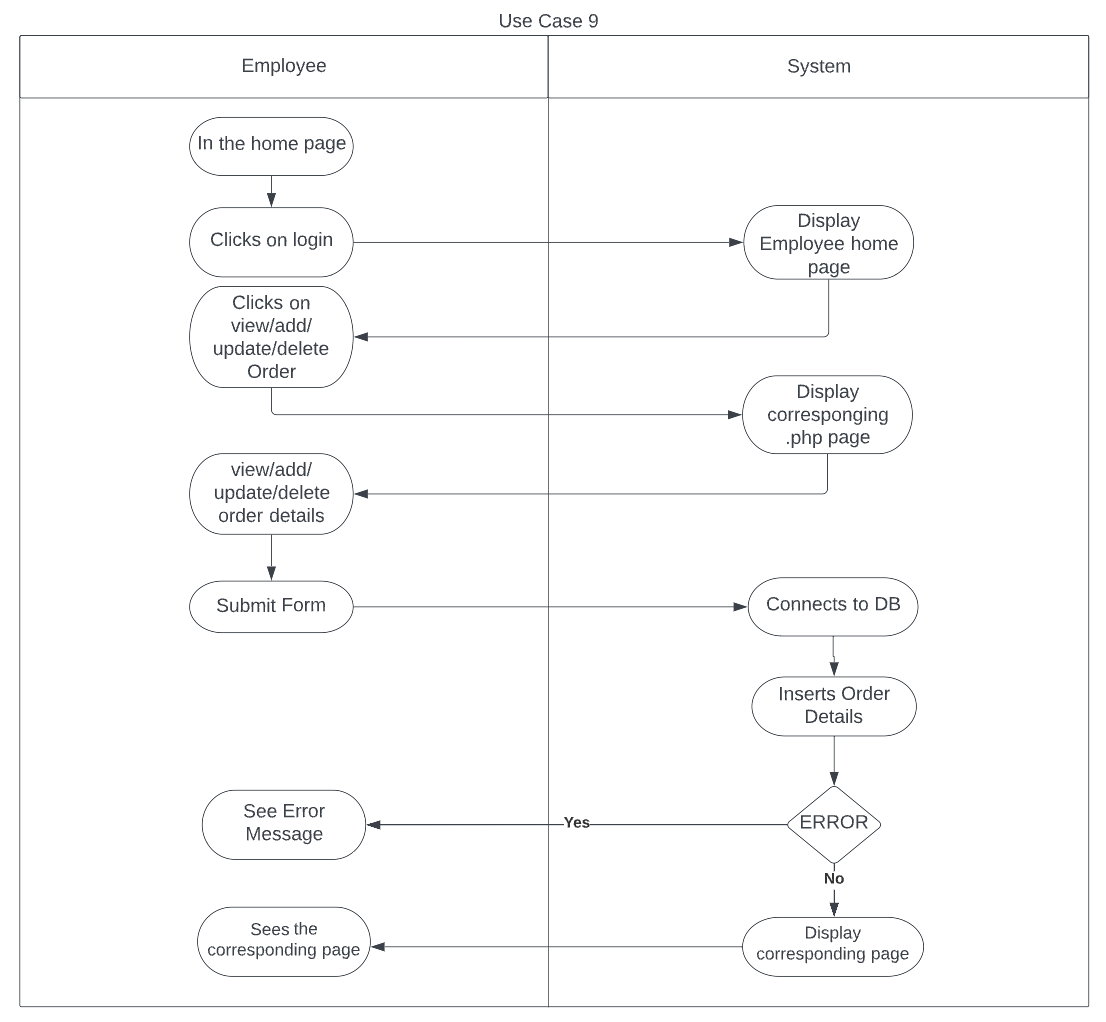 Use Case 9
Employee
System
In the home page
Clicks on login
Display
Employee home
page
Clicks on
view/add/
update/delete
Order
Display
corresponging
.php page
view/add/
update/delete
order details
Submit Form
Connects to DB
Inserts Order
Details
ERROR
Yes
See Error
Message
No
Display
corresponding page
Sees the
corresponding page